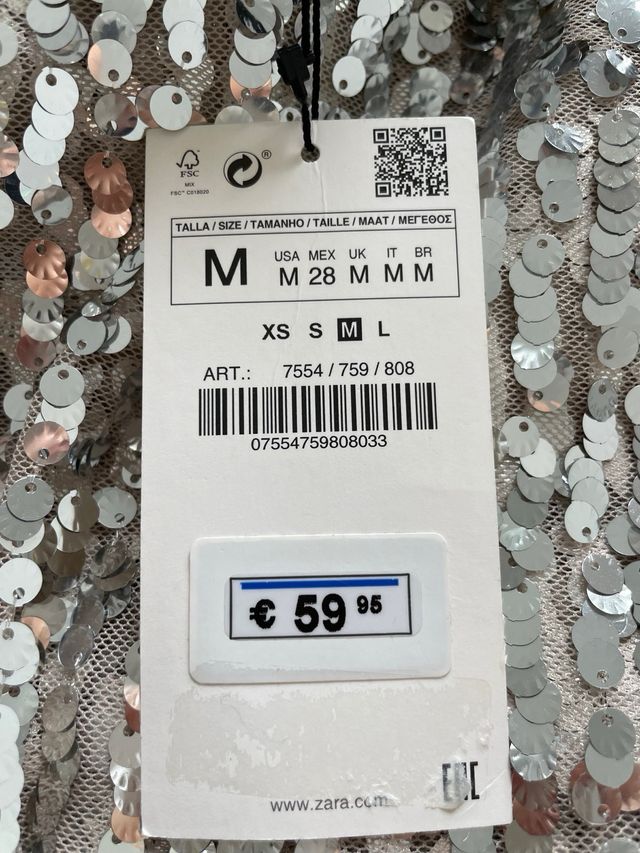 FSC
MIX
FSC™ C018020
®
TALLA / SIZE / TAMANHO / TAILLE / MAAT / ΜΕΓΕΘΟΣ
M
USA MEX UK IT BR
M 28 M M M
XS S M L
ART.: 7554 / 759 / 808
07554759808033
€ 59 95
www.zara.com
EAC